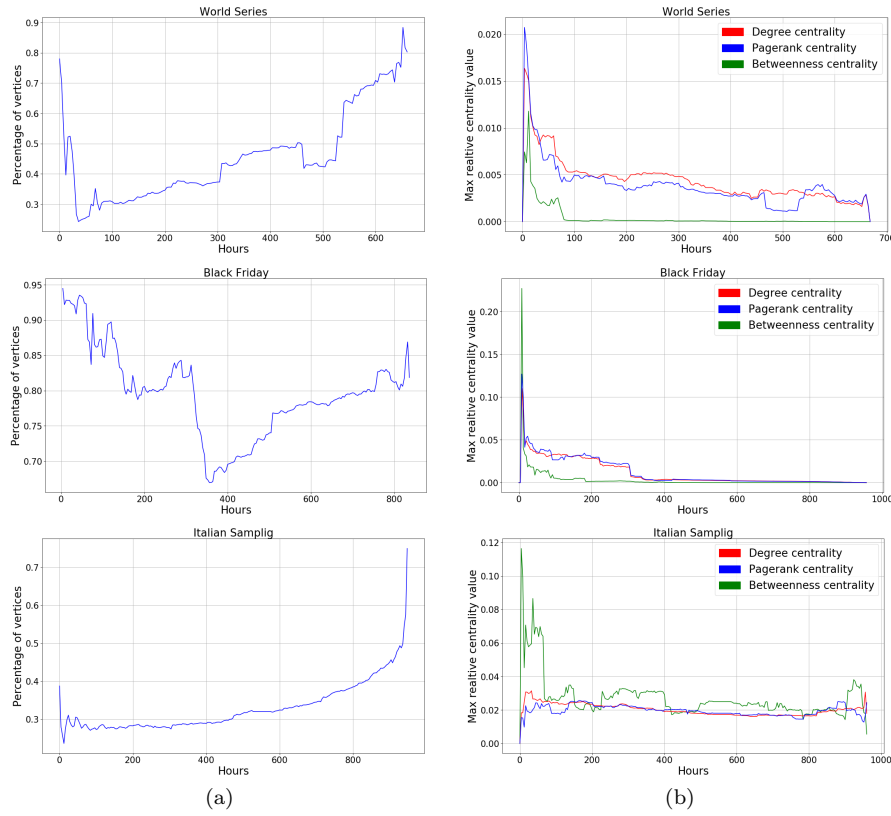 World Series
Percentage of vertices
0.9
0.8
0.7
0.6
0.5
0.4
0.3
0 100 200 300 400 500 600
Hours
World Series
Max realtive centrality value
0.020
0.015
0.010
0.005
0.000
Degree centrality
Pagerank centrality
Betweenness centrality
0 100 200 300 400 500 600 700
Hours
Black Friday
Percentage of vertices
0.95
0.90
0.85
0.80
0.75
0.70
0 200 400 600 800
Hours
Black Friday
Max realtive centrality value
0.20
0.15
0.10
0.05
0.00
Degree centrality
Pagerank centrality
Betweenness centrality
0 200 400 600 800 1000
Hours
Italian Samplig
Percentage of vertices
0.7
0.6
0.5
0.4
0.3
0 200 400 600 800
Hours
Italian Samplig
Max realtive centrality value
0.12
0.10
0.08
0.06
0.04
0.02
0.00
Degree centrality
Pagerank centrality
Betweenness centrality
0 200 400 600 800 1000
Hours
(a)
(b)